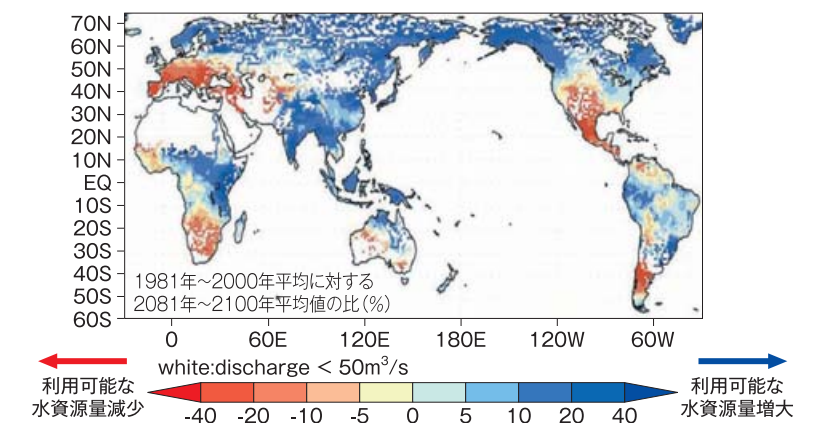 70N
60N
50N
40N
30N
20N
10N
EQ
10S
20S
30S
40S
50S
60S
1981年～2000年平均に対する
2081年～2100年平均値の比(%)
0 60E 120E 180E 120W 60W
white:discharge < 50m³/s
利用可能な
水資源量減少
利用可能な
水資源量増大
-40 -20 -10 -5 0 5 10 20 40